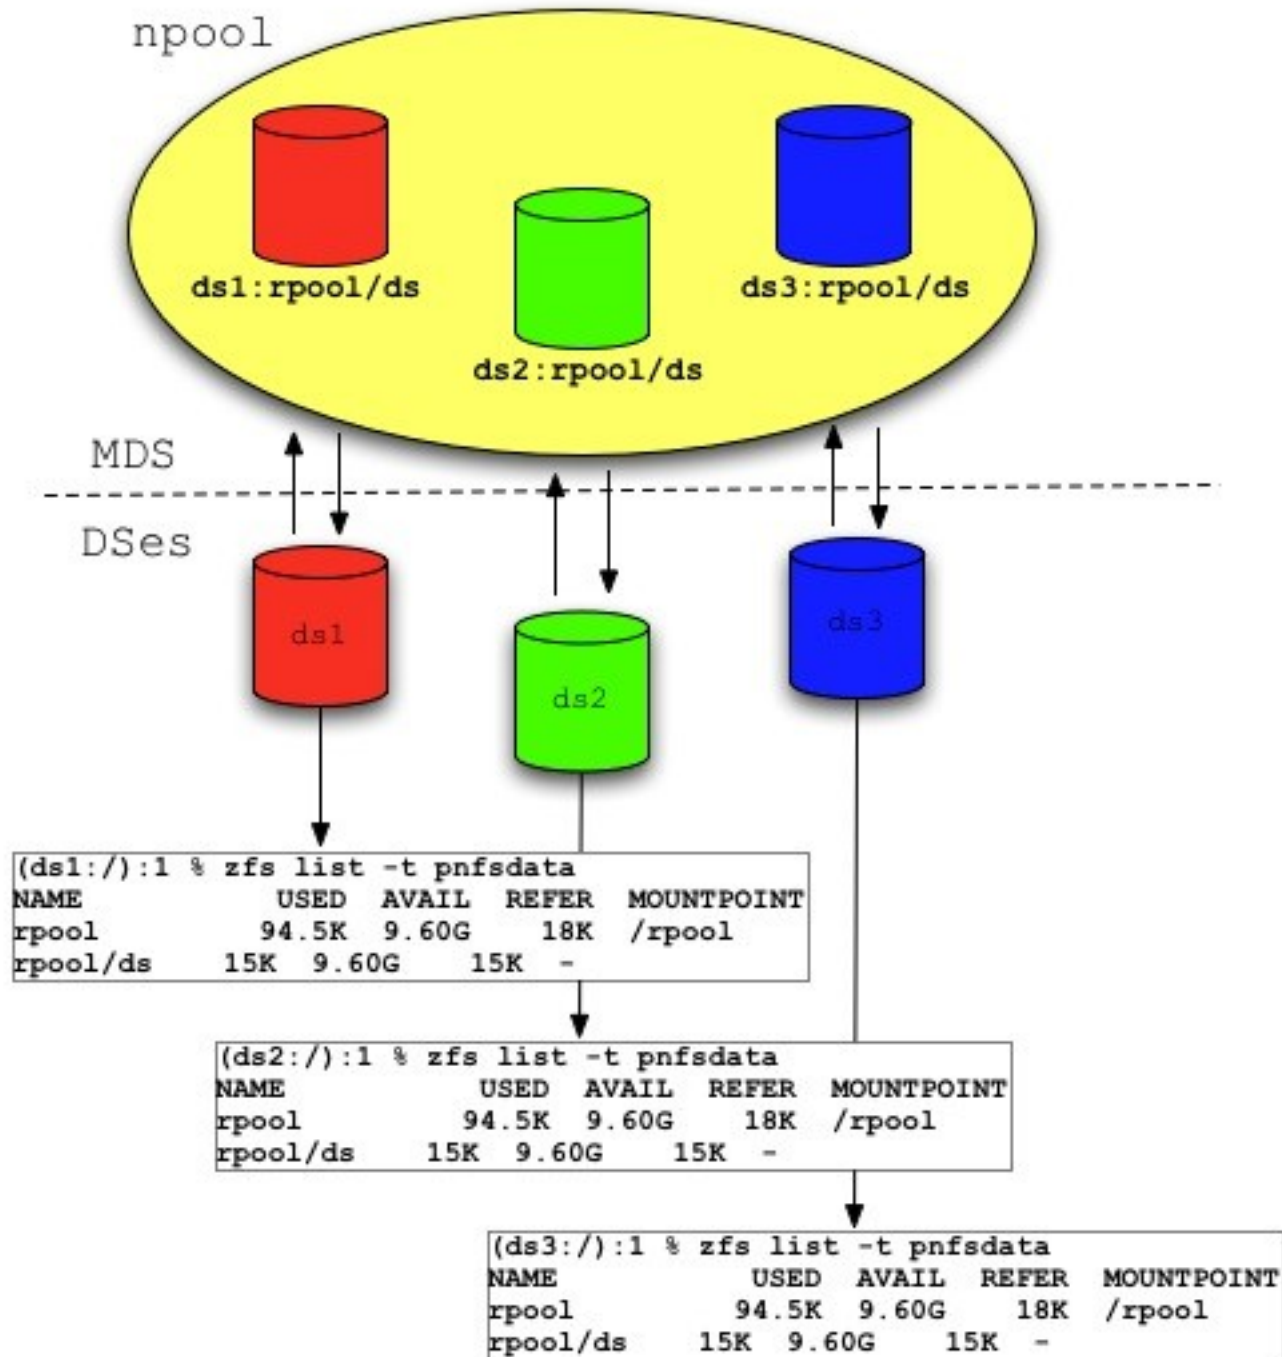 npool
ds1:rpool/ds
ds3:rpool/ds
ds2:rpool/ds
MDS
DSes
ds1
ds3
ds2
(ds1:/):1 % zfs list -t pnfsdata
NAME USED AVAIL REFER MOUNTPOINT
rpool 94.5K 9.60G 18K /rpool
rpool/ds 15K 9.60G 15K -
(ds2:/):1 % zfs list -t pnfsdata
NAME USED AVAIL REFER MOUNTPOINT
rpool 94.5K 9.60G 18K /rpool
rpool/ds 15K 9.60G 15K -
(ds3:/):1 % zfs list -t pnfsdata
NAME USED AVAIL REFER MOUNTPOINT
rpool 94.5K 9.60G 18K /rpool
rpool/ds 15K 9.60G 15K -